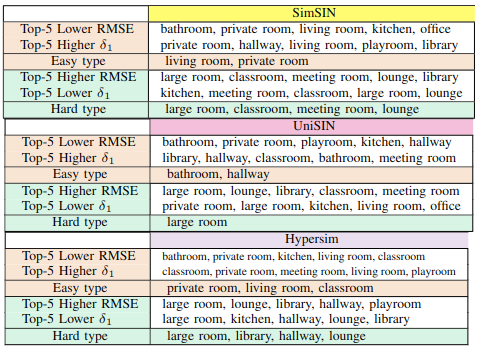 SimSIN
Top-5 Lower RMSE bathroom, private room, living room, kitchen, office
Top-5 Higher δ₁ private room, hallway, living room, playroom, library
Easy type living room, private room
Top-5 Higher RMSE large room, classroom, meeting room, lounge, library
Top-5 Lower δ₁ kitchen, meeting room, classroom, large room, lounge
Hard type large room, classroom, meeting room, lounge
UniSIN
Top-5 Lower RMSE bathroom, private room, playroom, kitchen, hallway
Top-5 Higher δ₁ library, hallway, classroom, bathroom, meeting room
Easy type bathroom, hallway
Top-5 Higher RMSE large room, lounge, library, classroom, meeting room
Top-5 Lower δ₁ private room, large room, kitchen, living room, office
Hard type large room
Hypersim
Top-5 Lower RMSE bathroom, private room, kitchen, living room, classroom
Top-5 Higher δ₁ classroom, private room, meeting room, living room, playroom
Easy type private room, living room, classroom
Top-5 Higher RMSE large room, lounge, library, hallway, playroom
Top-5 Lower δ₁ large room, kitchen, hallway, lounge, library
Hard type large room, library, hallway, lounge